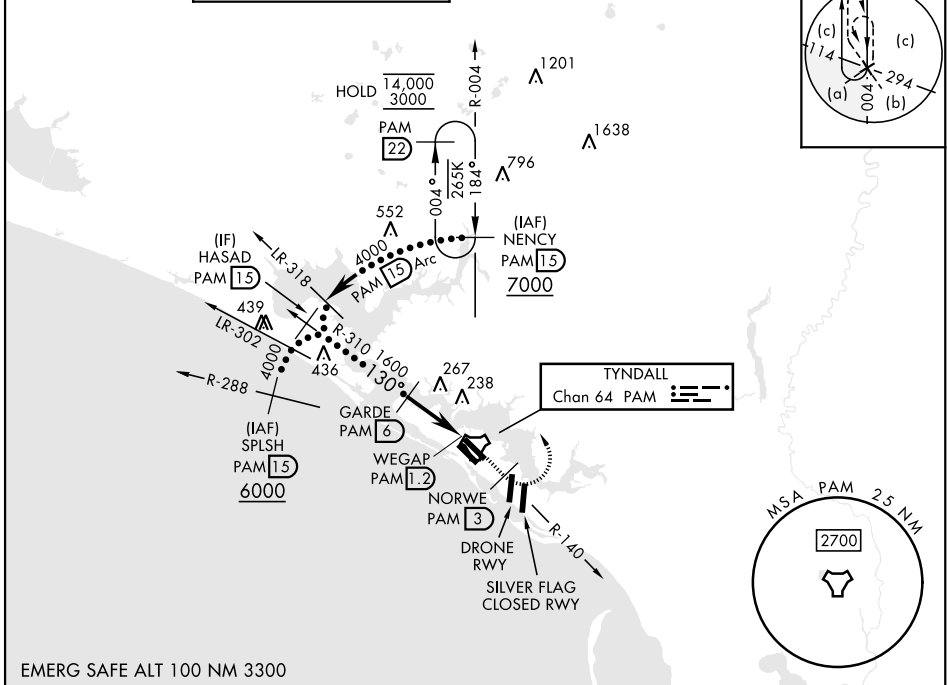 (c)
(c)
114
294
(a)
004
(b)
R-004
1201
HOLD
14,000
3000
PAM
22
1638
004°
265K
184°
796
552
(IAF)
NENCY
PAM 15
7000
(IF)
HASAD
PAM 15
LR-318
4000
PAM 15 Arc
439
LR-302
R-310
1600
130°
4000
436
R-288
267
238
TYNDALL
Chan 64 PAM
GARDE
PAM 6
(IAF)
SPLSH
PAM 15
6000
WEGAP
PAM 1.2
NORWE
PAM 3
R-140
DRONE
RWY
SILVER FLAG
CLOSED RWY
MSA PAM 25 NM
2700
EMERG SAFE ALT 100 NM 3300